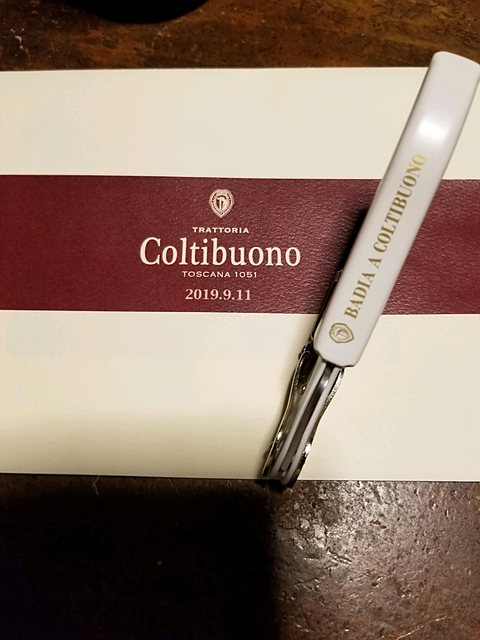 TRATTORIA
Coltibuono
TOSCANA 1051
2019.9.11
BADIA A COLTIBUONO